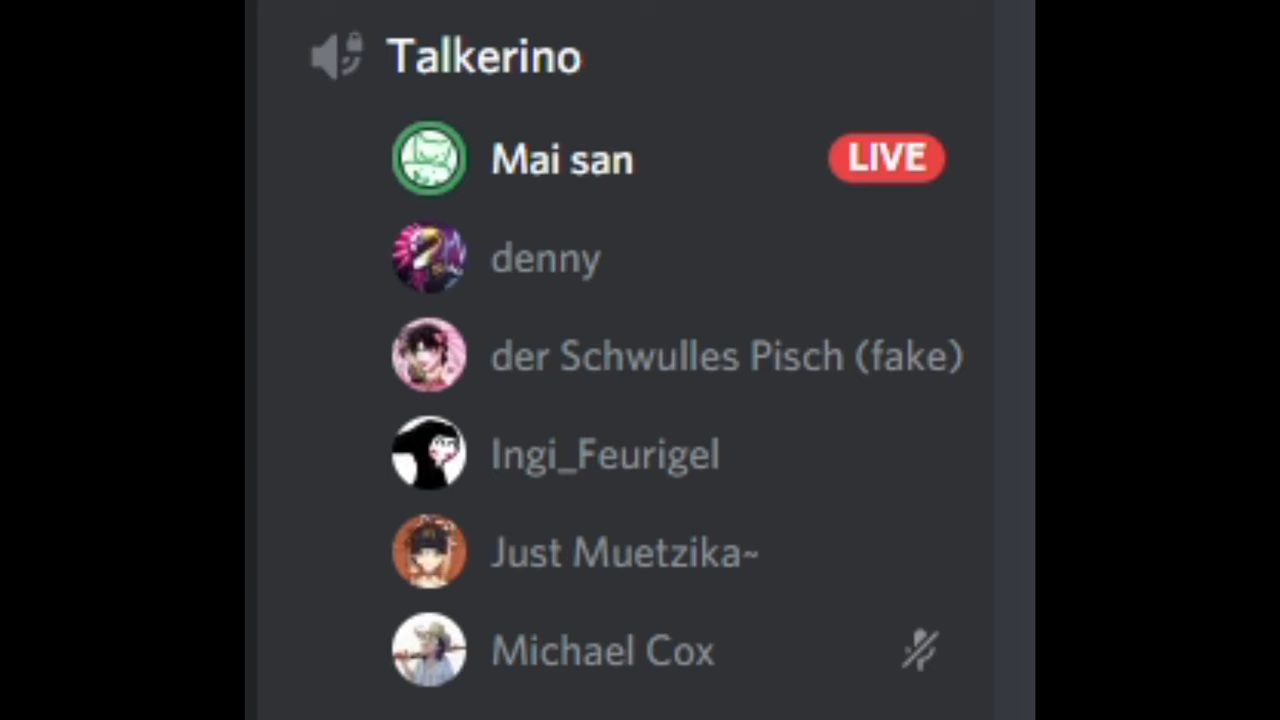 Talkerino
Mai san LIVE
denny
der Schwulles Pisch (fake)
Ingi_Feurigel
Just Muetzika~
Michael Cox